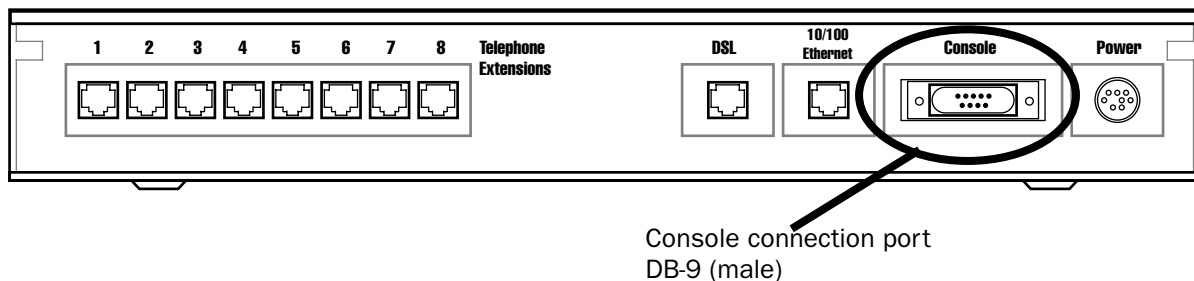 1 2 3 4 5 6 7 8 Telephone
Extensions
DSL
10/100
Ethernet
Console
Power
Console connection port
DB-9 (male)